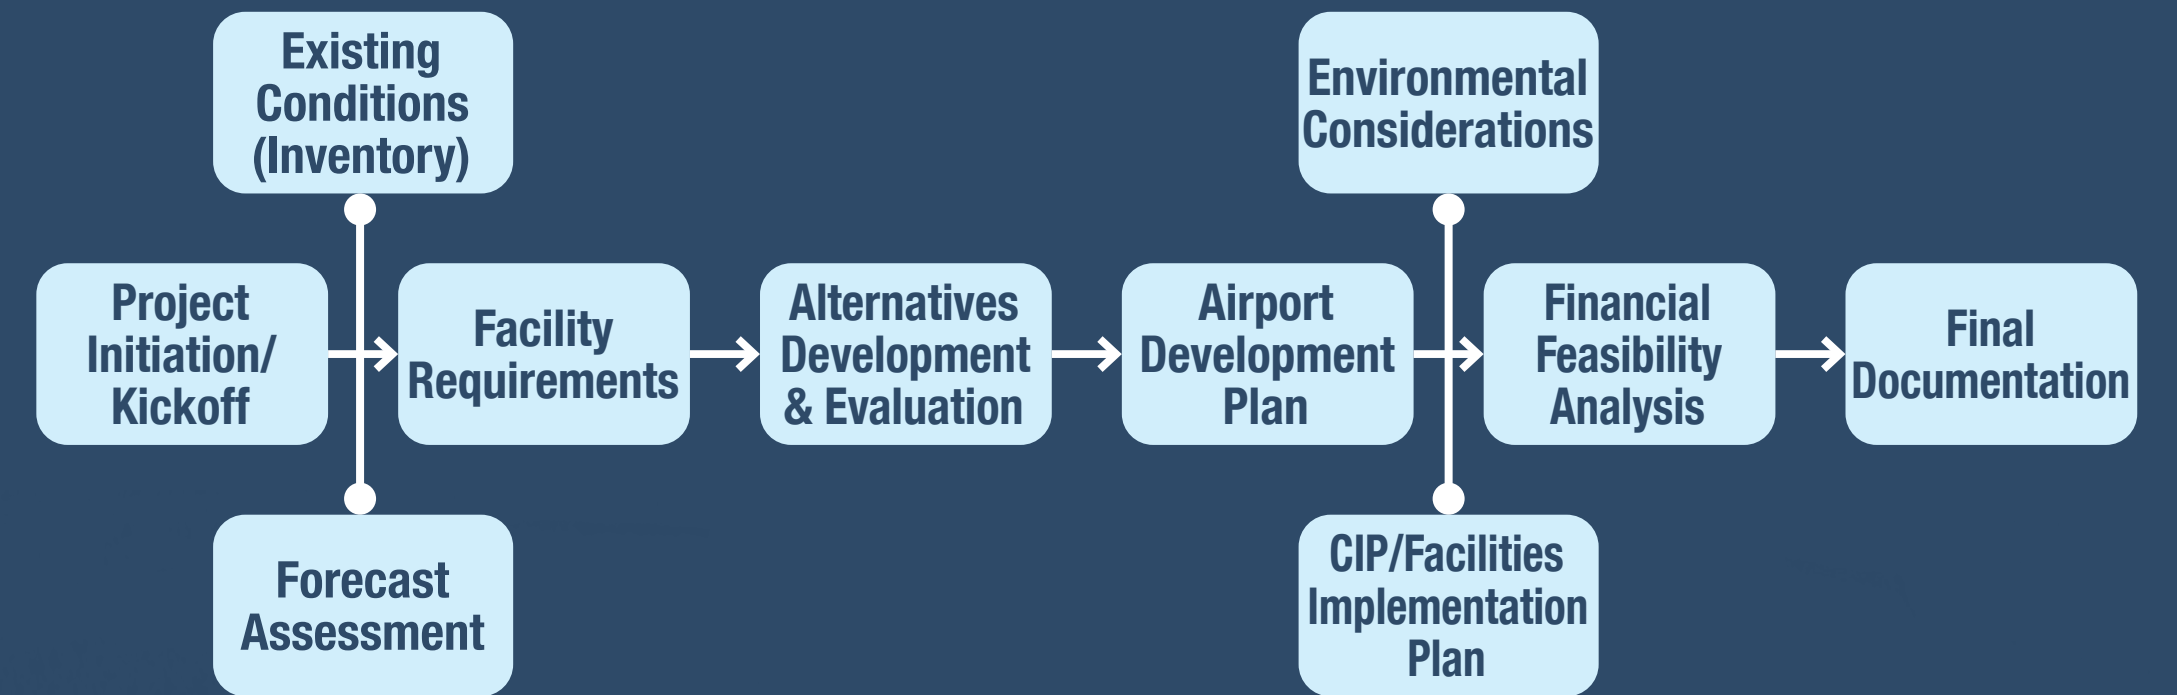 Existing
Conditions
(Inventory)
Environmental
Considerations
Project
Initiation/
Kickoff
Facility
Requirements
Alternatives
Development
& Evaluation
Airport
Development
Plan
Financial
Feasibility
Analysis
Final
Documentation
Forecast
Assessment
CIP/Facilities
Implementation
Plan